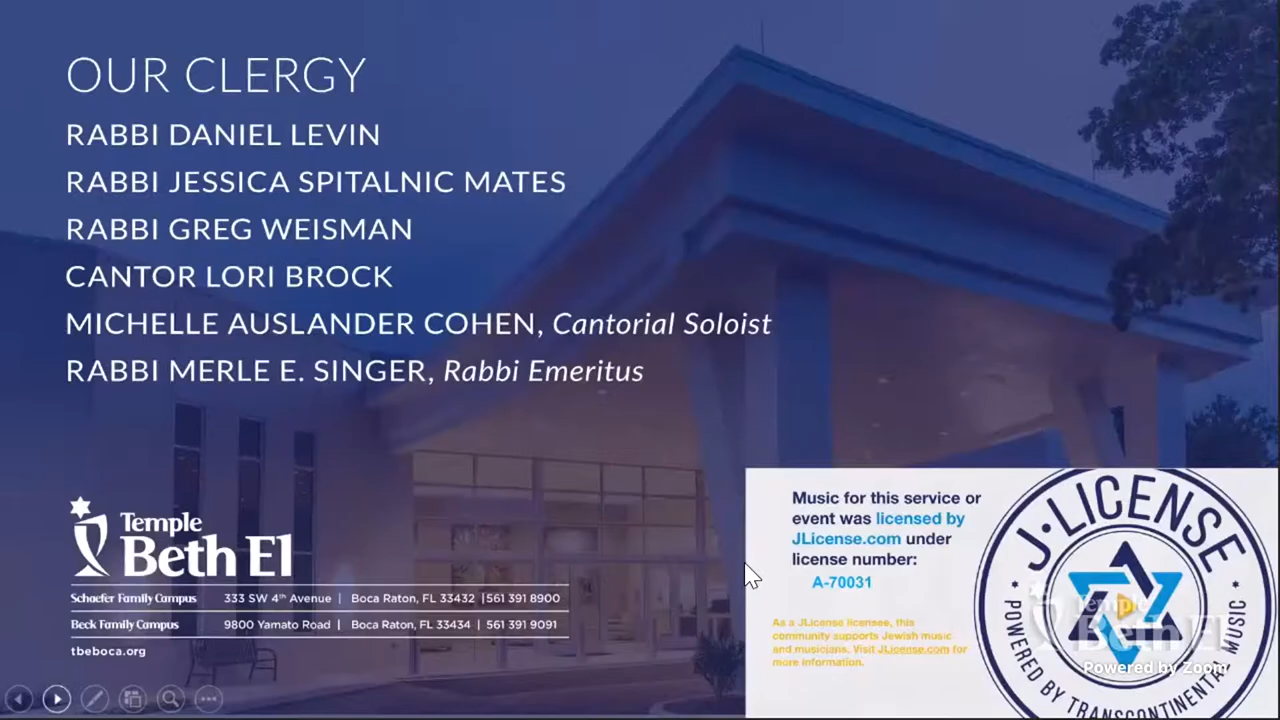 OUR CLERGY
RABBI DANIEL LEVIN
RABBI JESSICA SPITALNIC MATES
RABBI GREG WEISMAN
CANTOR LORI BROCK
MICHELLE AUSLANDER COHEN, Cantorial Soloist
RABBI MERLE E. SINGER, Rabbi Emeritus
Temple
Beth El
Schaefer Family Campus 333 SW 4th Avenue | Boca Raton, FL 33432 | 561 391 8900
Beck Family Campus 9800 Yamato Road | Boca Raton, FL 33434 | 561 391 9091
tbeboca.org
Music for this service or
event was licensed by
JLicense.com under
license number:
A-70031
As a JLicense licensee, this
community supports Jewish music
and musicians. Visit JLicense.com for
more information.
J·LICENSE
POWERED BY TRANSCONTINENTAL MUSIC
Temple
Beth El
Powered by Zoom